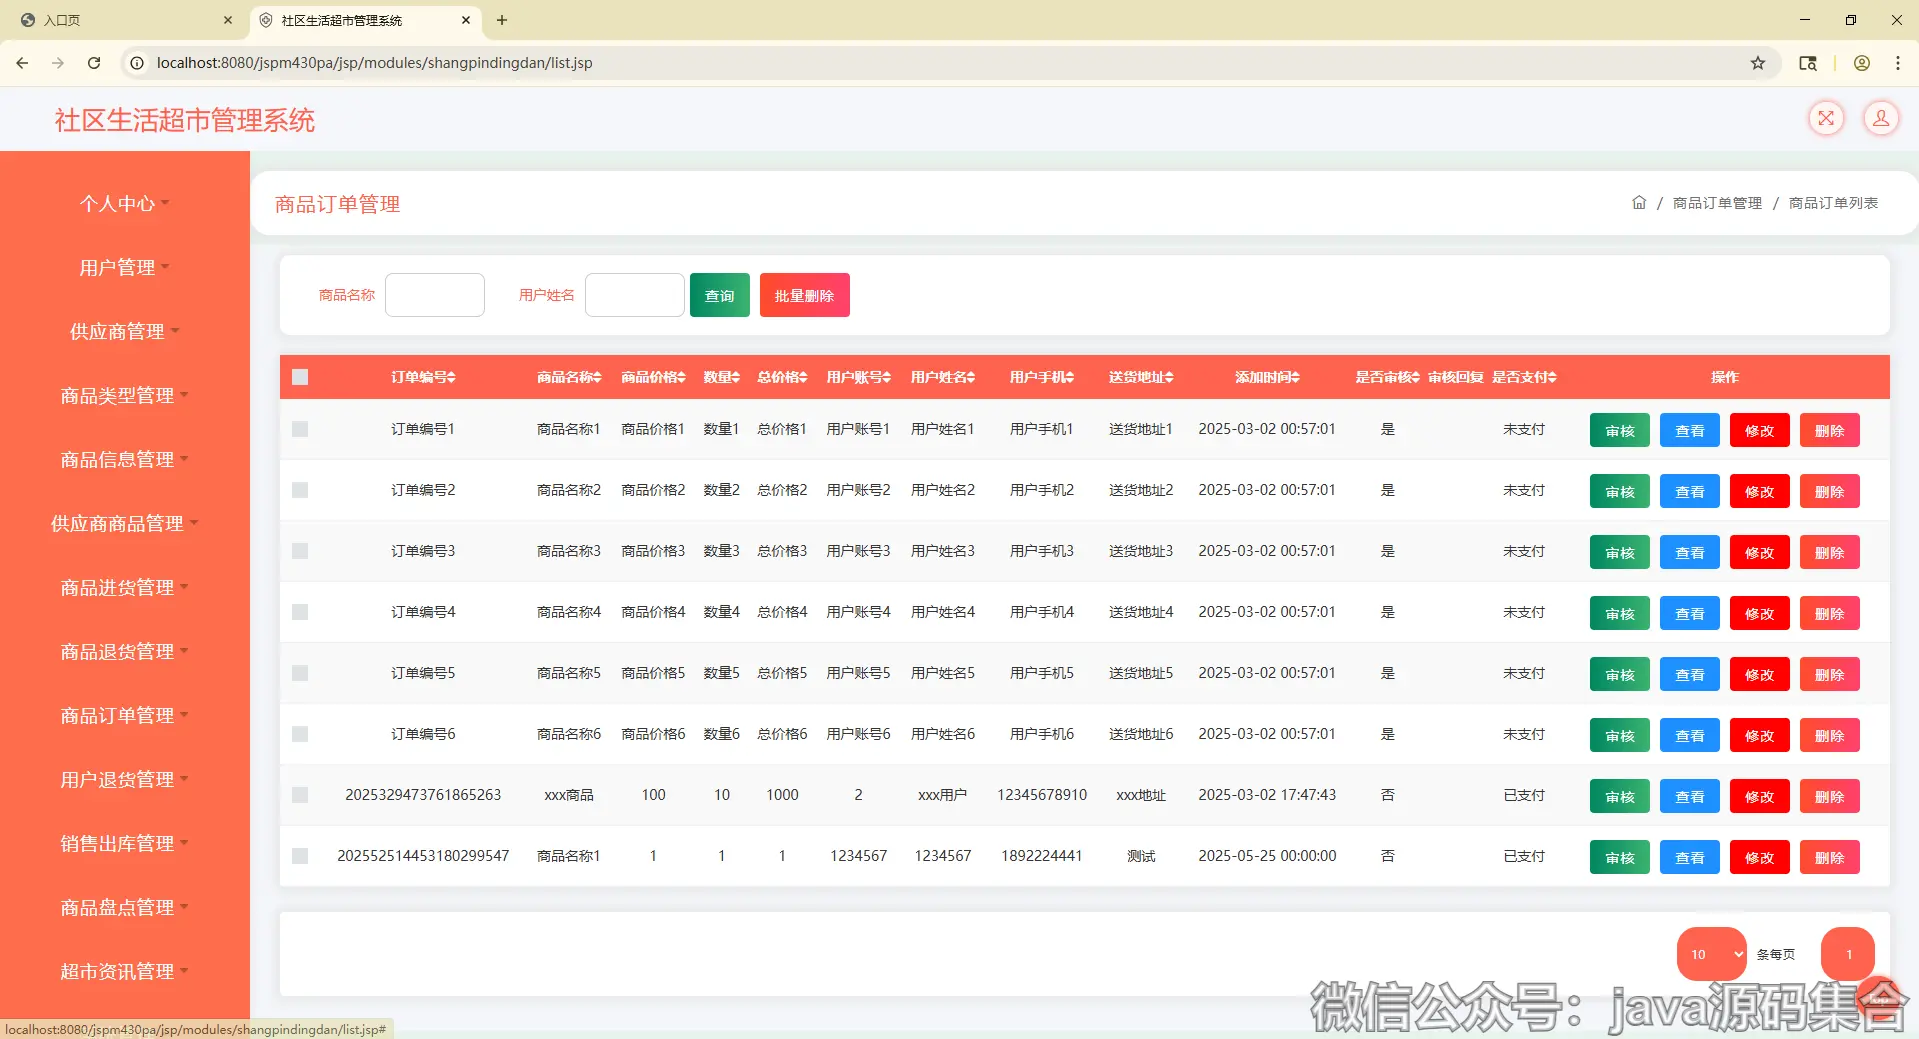 入口页
社区生活超市管理系统
localhost:8080/jspm430pa/jsp/modules/shangpindingdan/list.jsp
社区生活超市管理系统
个人中心
用户管理
供应商管理
商品类型管理
商品信息管理
供应商商品管理
商品进货管理
商品退货管理
商品订单管理
用户退货管理
销售出库管理
商品盘点管理
超市资讯管理
商品订单管理
/ 商品订单管理 / 商品订单列表
商品名称 用户姓名 查询 批量删除
订单编号 商品名称 商品价格 数量 总价格 用户账号 用户姓名 用户手机 送货地址 添加时间 是否审核 审核回复 是否支付 操作
订单编号1 商品名称1 商品价格1 数量1 总价格1 用户账号1 用户姓名1 用户手机1 送货地址1 2025-03-02 00:57:01 是 未支付 审核 查看 修改 删除
订单编号2 商品名称2 商品价格2 数量2 总价格2 用户账号2 用户姓名2 用户手机2 送货地址2 2025-03-02 00:57:01 是 未支付 审核 查看 修改 删除
订单编号3 商品名称3 商品价格3 数量3 总价格3 用户账号3 用户姓名3 用户手机3 送货地址3 2025-03-02 00:57:01 是 未支付 审核 查看 修改 删除
订单编号4 商品名称4 商品价格4 数量4 总价格4 用户账号4 用户姓名4 用户手机4 送货地址4 2025-03-02 00:57:01 是 未支付 审核 查看 修改 删除
订单编号5 商品名称5 商品价格5 数量5 总价格5 用户账号5 用户姓名5 用户手机5 送货地址5 2025-03-02 00:57:01 是 未支付 审核 查看 修改 删除
订单编号6 商品名称6 商品价格6 数量6 总价格6 用户账号6 用户姓名6 用户手机6 送货地址6 2025-03-02 00:57:01 是 未支付 审核 查看 修改 删除
2025329473761865263 xxx商品 100 10 1000 2 xxx用户 12345678910 xxx地址 2025-03-02 17:47:43 否 已支付 审核 查看 修改 删除
202552514453180299547 商品名称1 1 1 1 1234567 1234567 1892224441 测试 2025-05-25 00:00:00 否 已支付 审核 查看 修改 删除
10 条每页 1
微信公众号：java源码集合
localhost:8080/jspm430pa/jsp/modules/shangpindingdan/list.jsp#